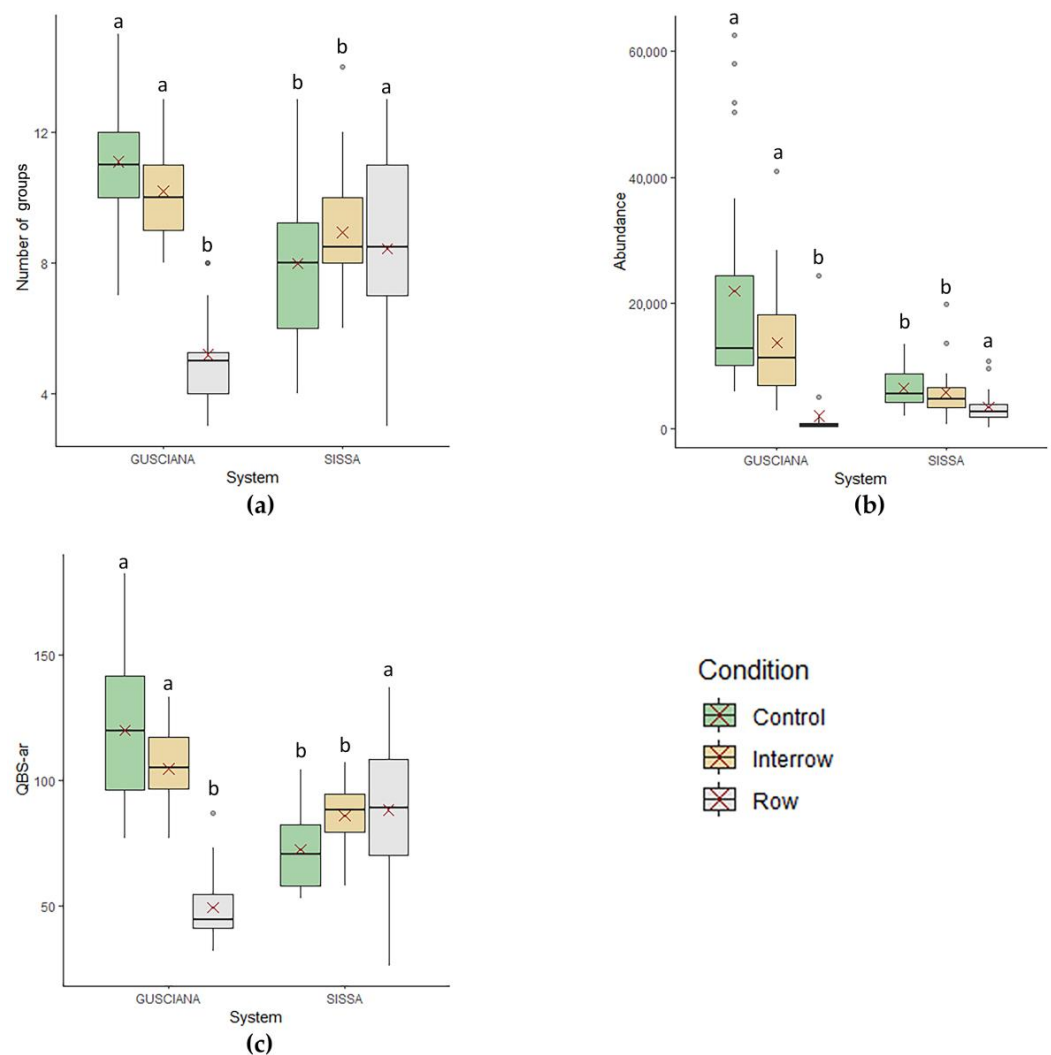 a
a
b
b
b
a
12
8
4
Number of groups
GUSCIANA SISSA
System
(a)
a
a
b
b
b
a
60,000
40,000
20,000
0
Abundance
GUSCIANA SISSA
System
(b)
a
a
b
b
b
a
150
100
50
QBS-ar
GUSCIANA SISSA
System
(c)
Condition
Control
Interrow
Row